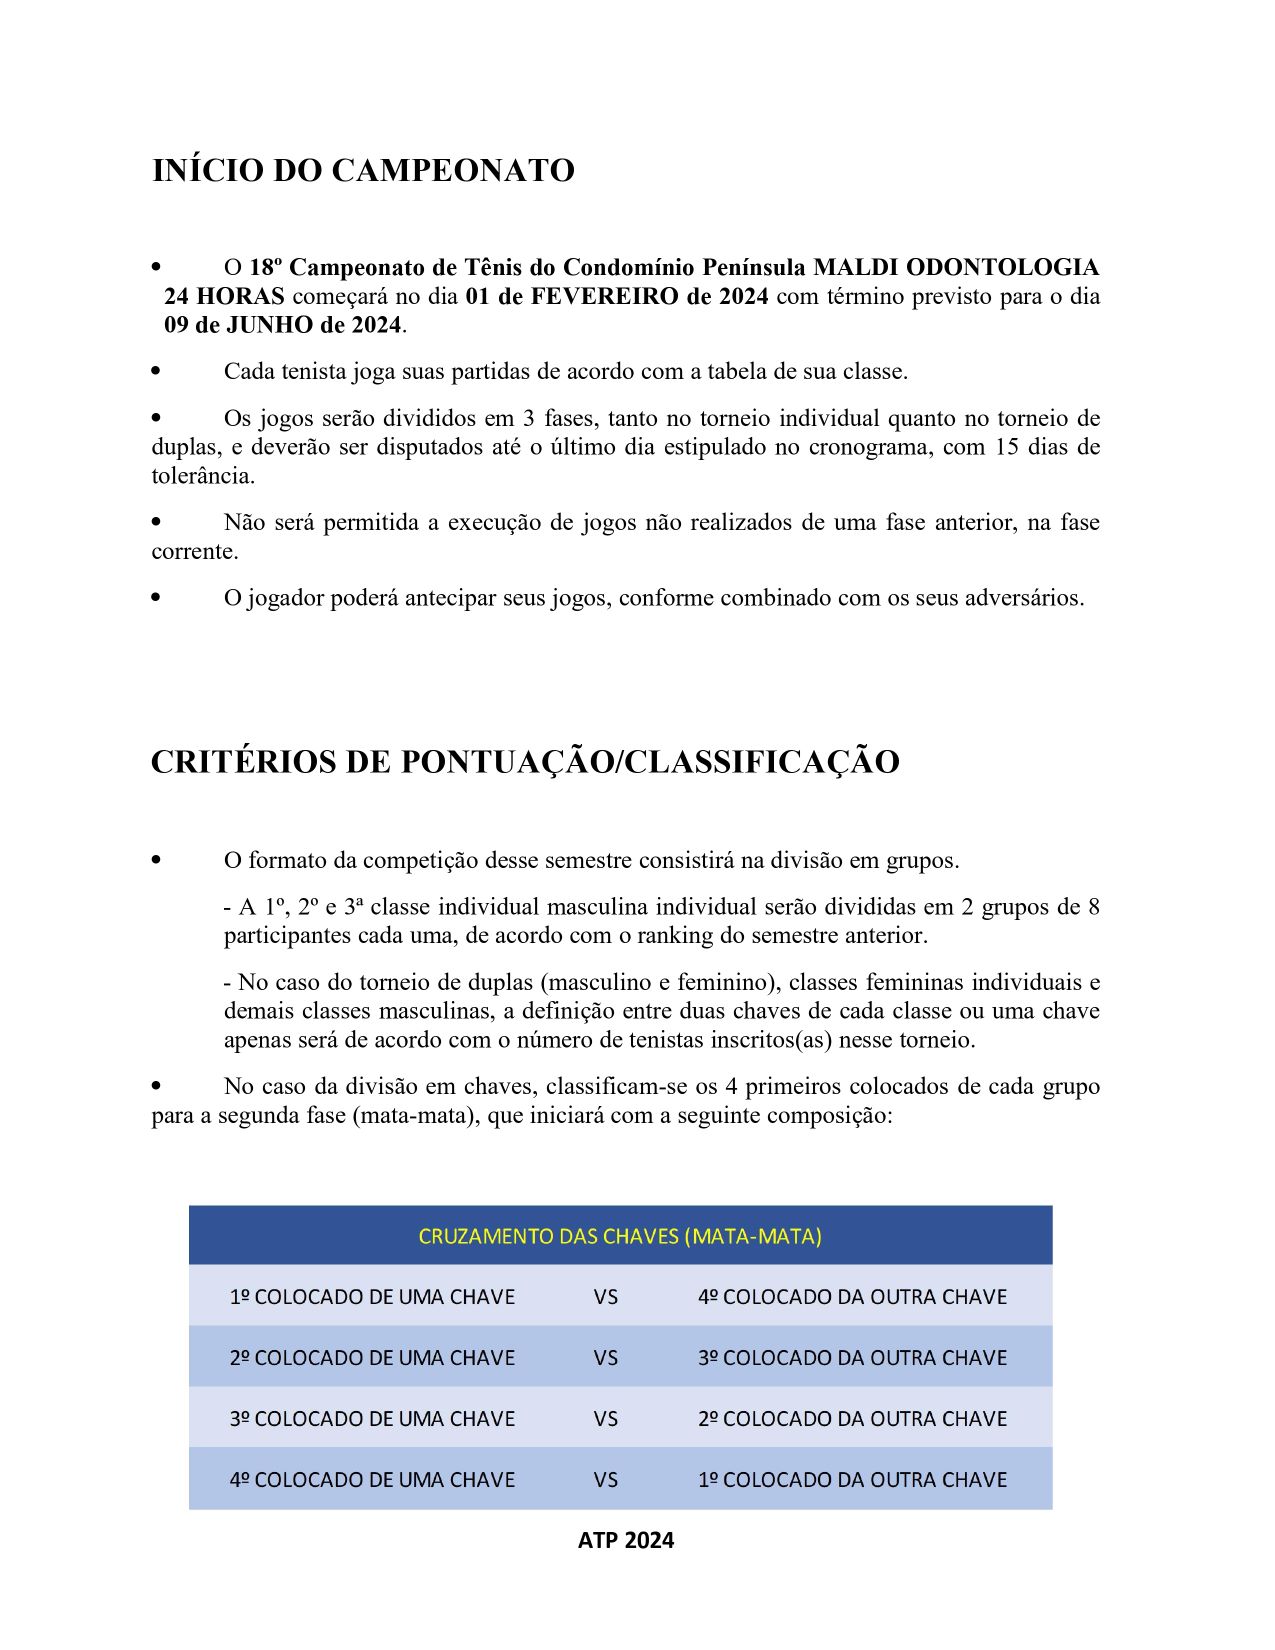 INÍCIO DO CAMPEONATO
• O 18º Campeonato de Tênis do Condomínio Península MALDI ODONTOLOGIA
24 HORAS começará no dia 01 de FEVEREIRO de 2024 com término previsto para o dia
09 de JUNHO de 2024.
• Cada tenista joga suas partidas de acordo com a tabela de sua classe.
• Os jogos serão divididos em 3 fases, tanto no torneio individual quanto no torneio de
duplas, e deverão ser disputados até o último dia estipulado no cronograma, com 15 dias de
tolerância.
• Não será permitida a execução de jogos não realizados de uma fase anterior, na fase
corrente.
• O jogador poderá antecipar seus jogos, conforme combinado com os seus adversários.
CRITÉRIOS DE PONTUAÇÃO/CLASSIFICAÇÃO
• O formato da competição desse semestre consistirá na divisão em grupos.
- A 1º, 2º e 3ª classe individual masculina individual serão divididas em 2 grupos de 8
participantes cada uma, de acordo com o ranking do semestre anterior.
- No caso do torneio de duplas (masculino e feminino), classes femininas individuais e
demais classes masculinas, a definição entre duas chaves de cada classe ou uma chave
apenas será de acordo com o número de tenistas inscritos(as) nesse torneio.
• No caso da divisão em chaves, classificam-se os 4 primeiros colocados de cada grupo
para a segunda fase (mata-mata), que iniciará com a seguinte composição:
CRUZAMENTO DAS CHAVES (MATA-MATA)
1º COLOCADO DE UMA CHAVE VS 4º COLOCADO DA OUTRA CHAVE
2º COLOCADO DE UMA CHAVE VS 3º COLOCADO DA OUTRA CHAVE
3º COLOCADO DE UMA CHAVE VS 2º COLOCADO DA OUTRA CHAVE
4º COLOCADO DE UMA CHAVE VS 1º COLOCADO DA OUTRA CHAVE
ATP 2024